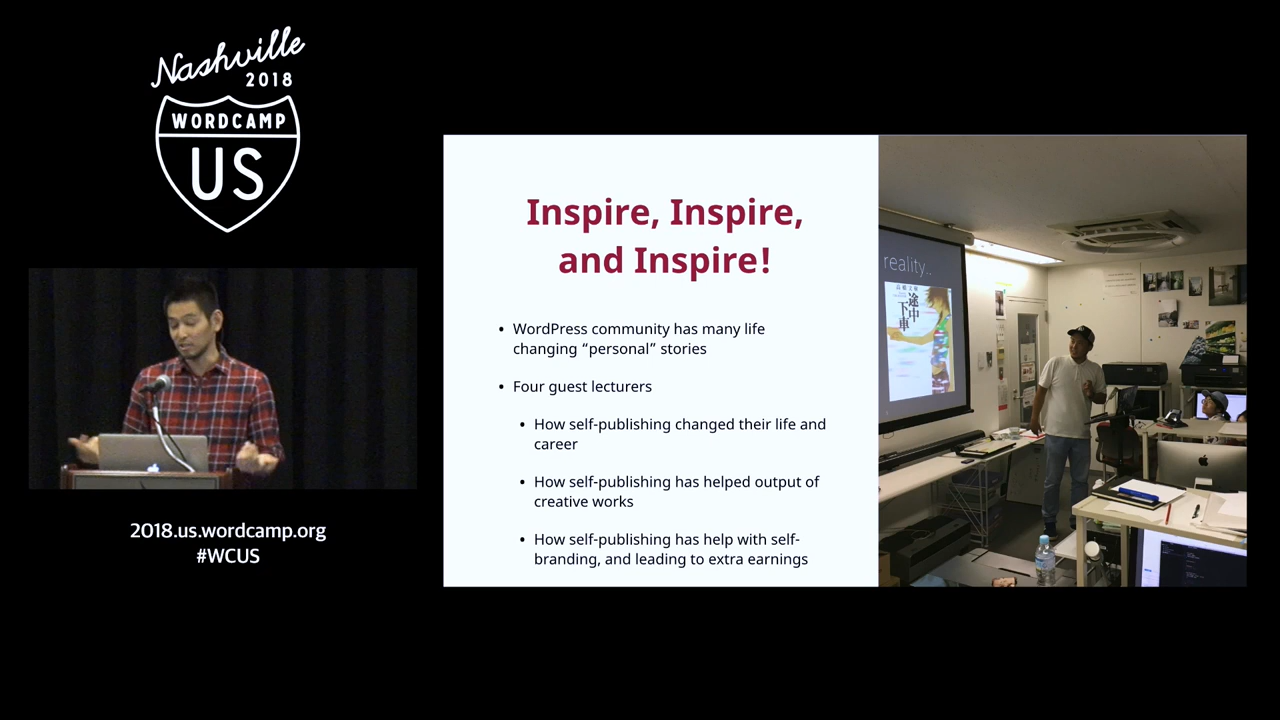 Nashville
2018
WORDCAMP
US
2018.us.wordcamp.org
#WCUS
Inspire, Inspire,
and Inspire!
• WordPress community has many life
changing “personal” stories
• Four guest lecturers
• How self-publishing changed their life and
career
• How self-publishing has helped output of
creative works
• How self-publishing has help with self-
branding, and leading to extra earnings
reality..
途中
下車